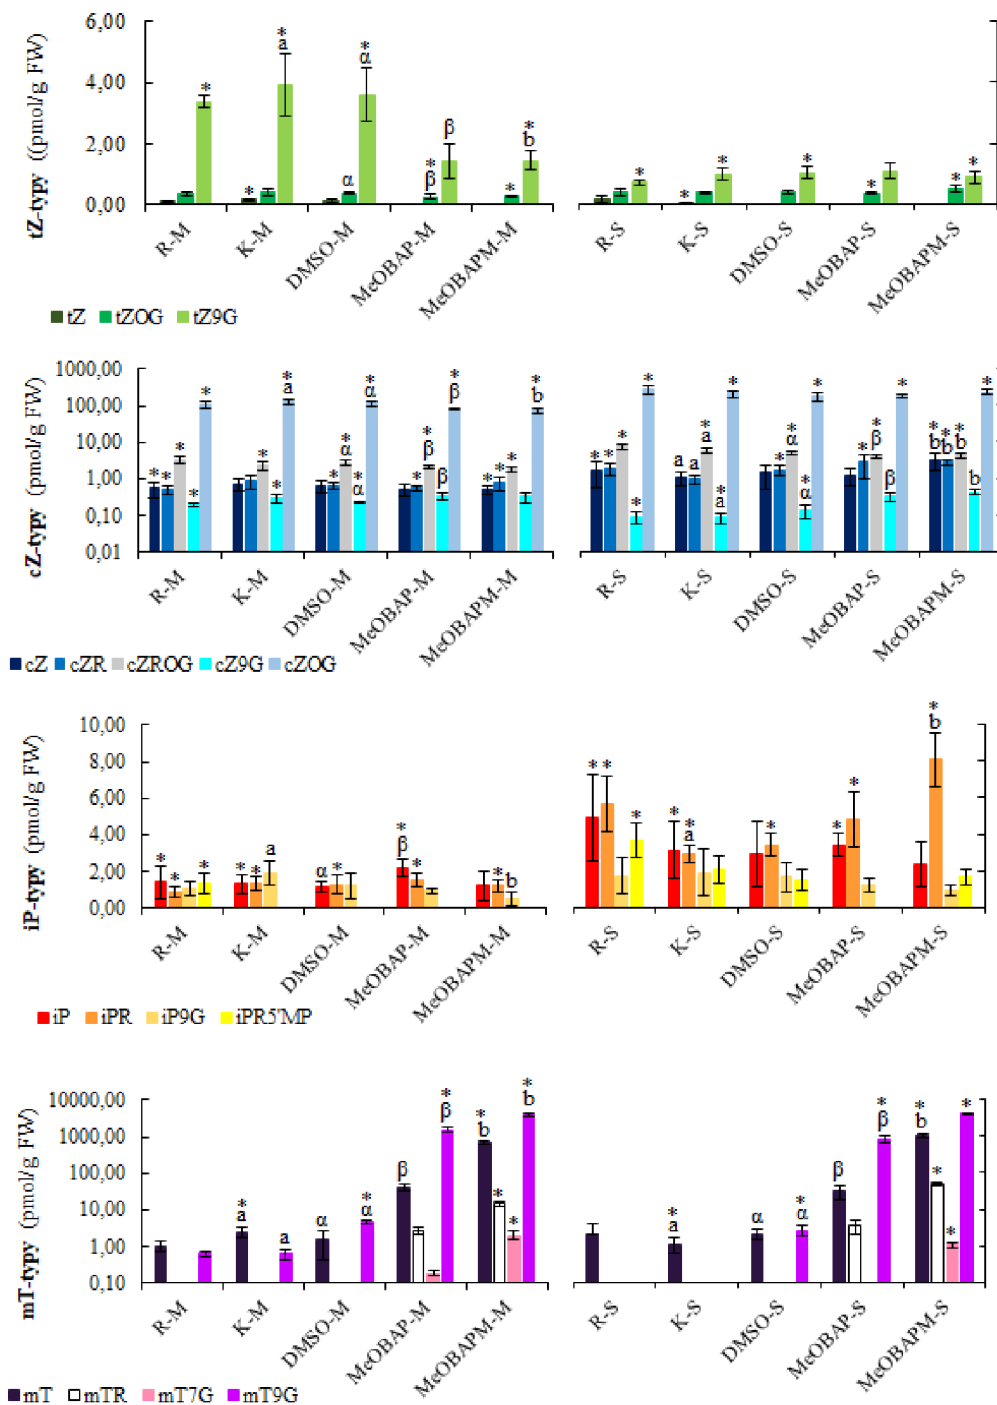 tZ-typy ((pmol/g FW)
6,00
4,00
2,00
0,00
* * a * α * α β * β * b * * * * * * * * *
R-M K-M DMSO-M MeOBAP-M MeOBAPM-M R-S K-S DMSO-S MeOBAP-S MeOBAPM-S
tZ tZOG tZ9G
cZ-typy (pmol/g FW)
1000,00
100,00
10,00
1,00
0,10
0,01
R-M K-M DMSO-M MeOBAP-M MeOBAPM-M R-S K-S DMSO-S MeOBAP-S MeOBAPM-S
cZ cZR cZROG cZ9G cZOG
iP-typy (pmol/g FW)
10,00
8,00
6,00
4,00
2,00
0,00
R-M K-M DMSO-M MeOBAP-M MeOBAPM-M R-S K-S DMSO-S MeOBAP-S MeOBAPM-S
iP iPR iP9G iPR5'MP
mT-typy (pmol/g FW)
10000,00
1000,00
100,00
10,00
1,00
0,10
R-M K-M DMSO-M MeOBAP-M MeOBAPM-M R-S K-S DMSO-S MeOBAP-S MeOBAPM-S
mT mTR mT7G mT9G